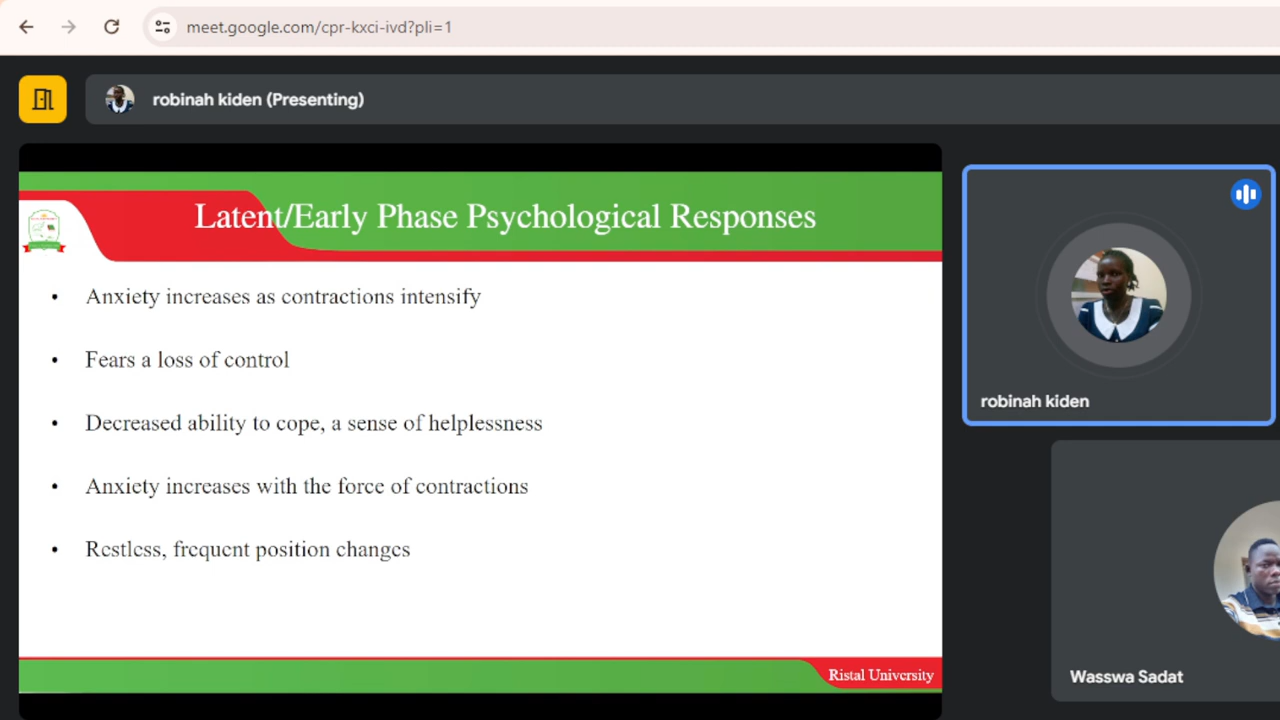 meet.google.com/cpr-kxci-ivd?pli=1
robinah kiden (Presenting)
Latent/Early Phase Psychological Responses
• Anxiety increases as contractions intensify
• Fears a loss of control
• Decreased ability to cope, a sense of helplessness
• Anxiety increases with the force of contractions
• Restless, frequent position changes
Ristal University
robinah kiden
Wasswa Sadat